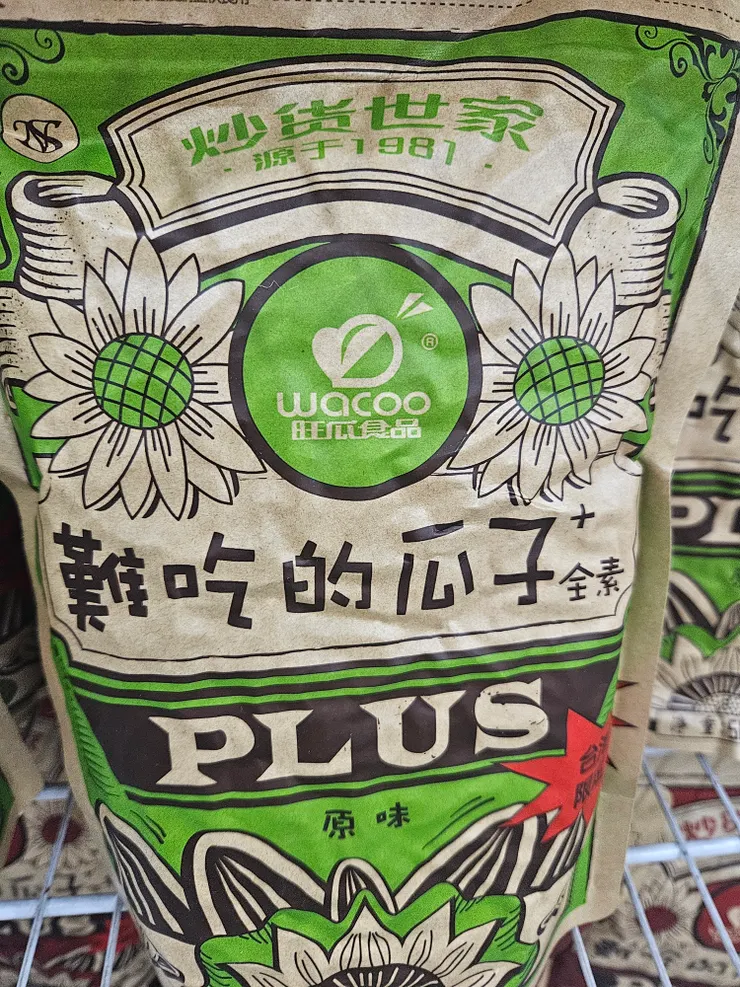 炒货世家
·源于1981·
wacoo®
旺瓜食品
難吃的瓜子+全素
PLUS
原味